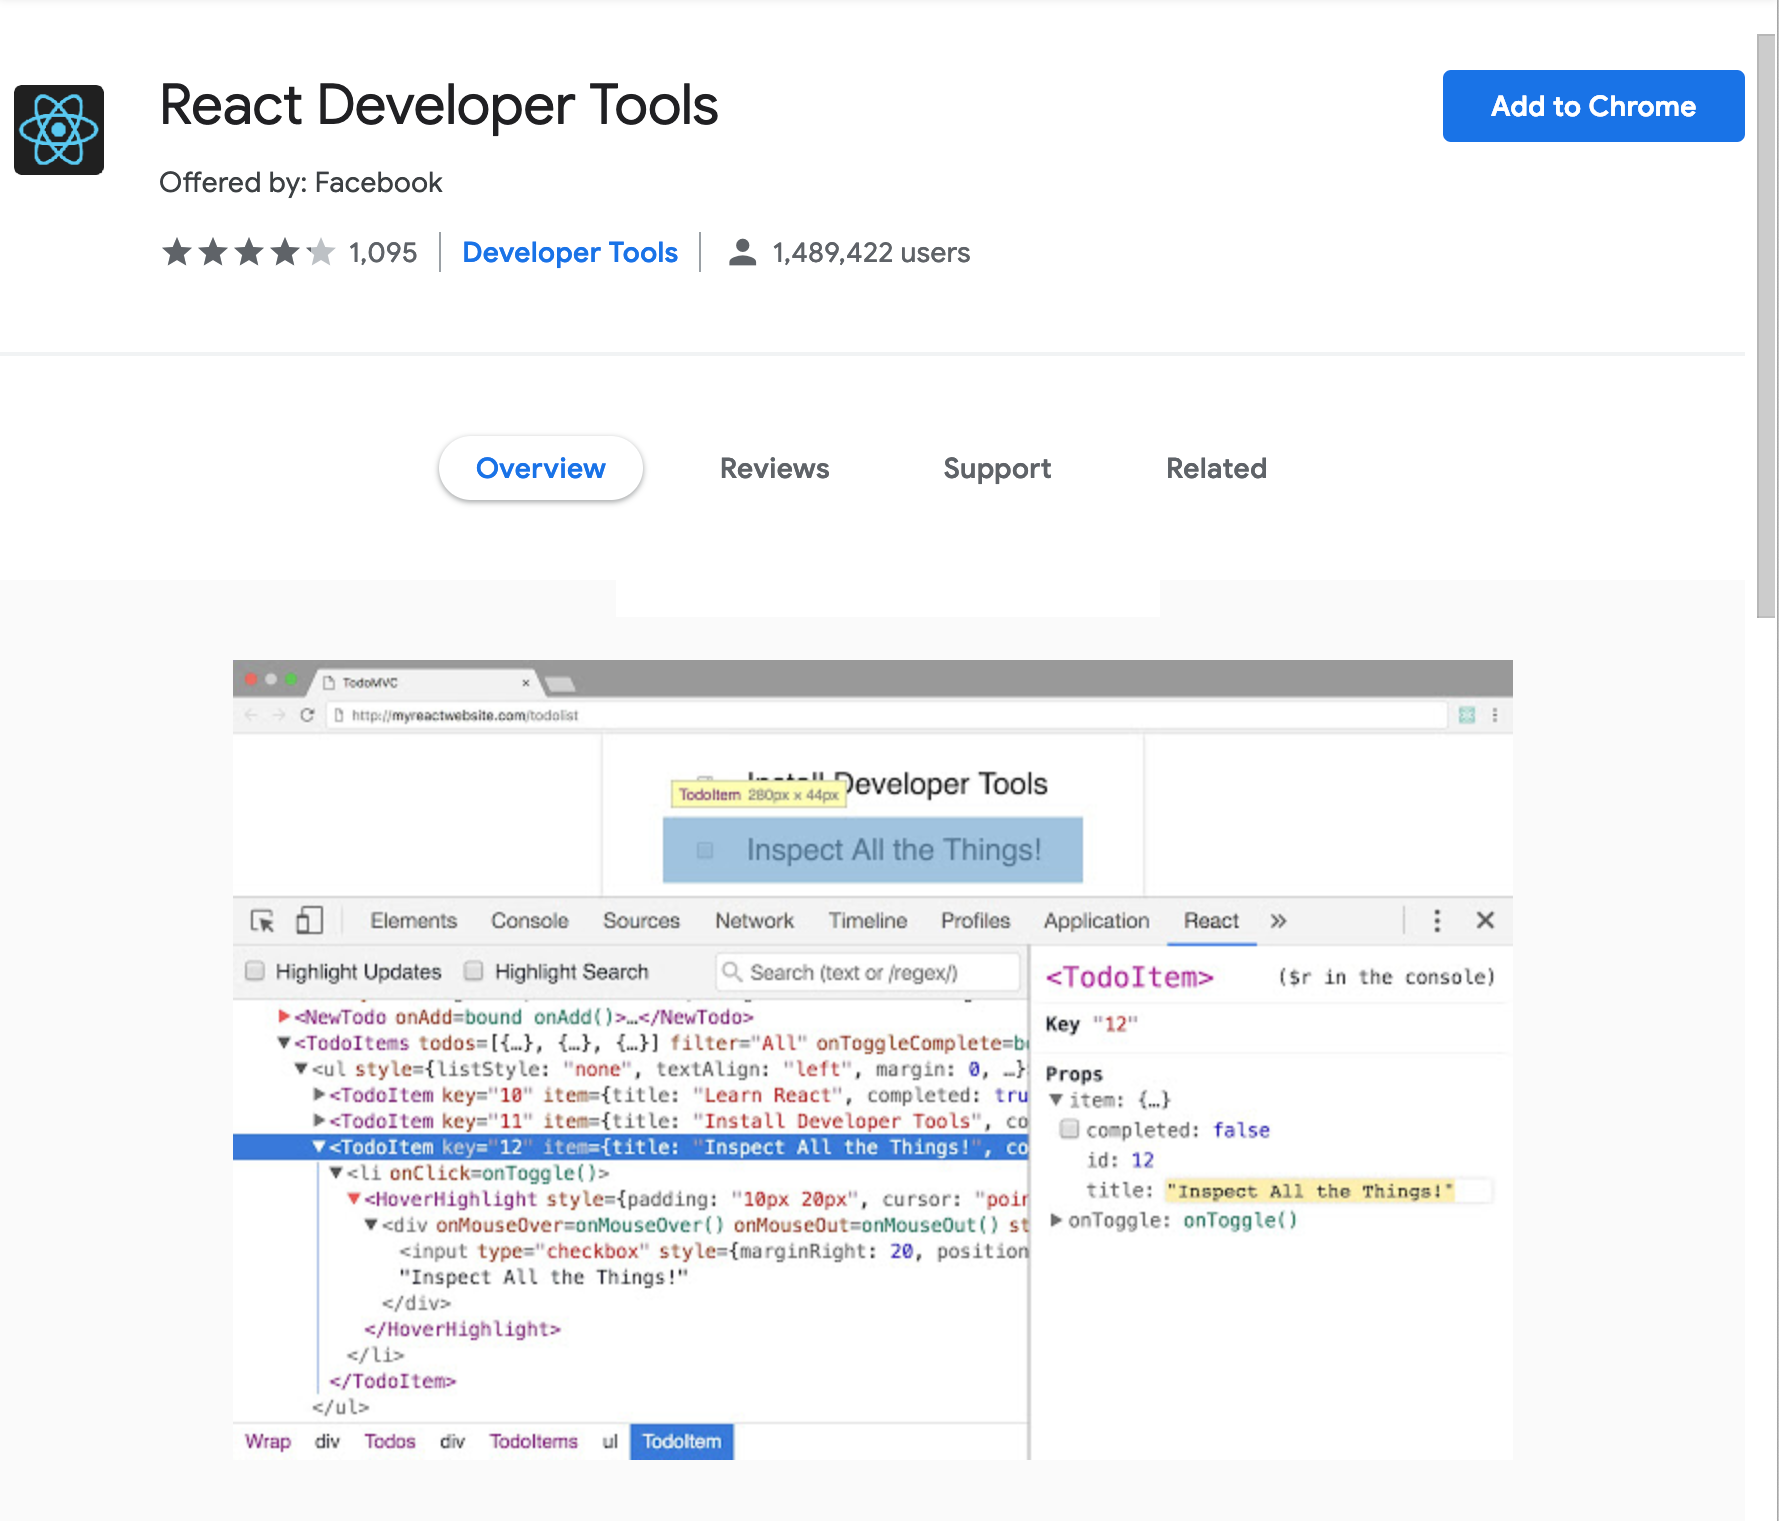 React Developer Tools
Add to Chrome
Offered by: Facebook
1,095
Developer Tools
1,489,422 users
Overview
Reviews
Support
Related
TodoMVC
http://myreactwebsite.com/todolist
Install Developer Tools
TodoItem 280px × 44px
Inspect All the Things!
Elements Console Sources Network Timeline Profiles Application React »
Highlight Updates Highlight Search Search (text or /regex/)
<NewTodo onAdd=bound onAdd()>…</NewTodo>
<TodoItems todos=[{…}, {…}, {…}] filter="All" onToggleComplete=
<ul style={listStyle: "none", textAlign: "left", margin: 0, …}
<TodoItem key="10" item={title: "Learn React", completed: tru
<TodoItem key="11" item={title: "Install Developer Tools", co
<TodoItem key="12" item={title: "Inspect All the Things!", co
<li onClick=onToggle()>
<HoverHighlight style={padding: "10px 20px", cursor: "poin
<div onMouseOver=onMouseOver() onMouseOut=onMouseOut() st
<input type="checkbox" style={marginRight: 20, position
"Inspect All the Things!"
</div>
</HoverHighlight>
</li>
</TodoItem>
</ul>
Wrap div Todos div TodoItems ul TodoItem
<TodoItem> ($r in the console)
Key "12"
Props
item: {…}
completed: false
id: 12
title: "Inspect All the Things!"
onToggle: onToggle()